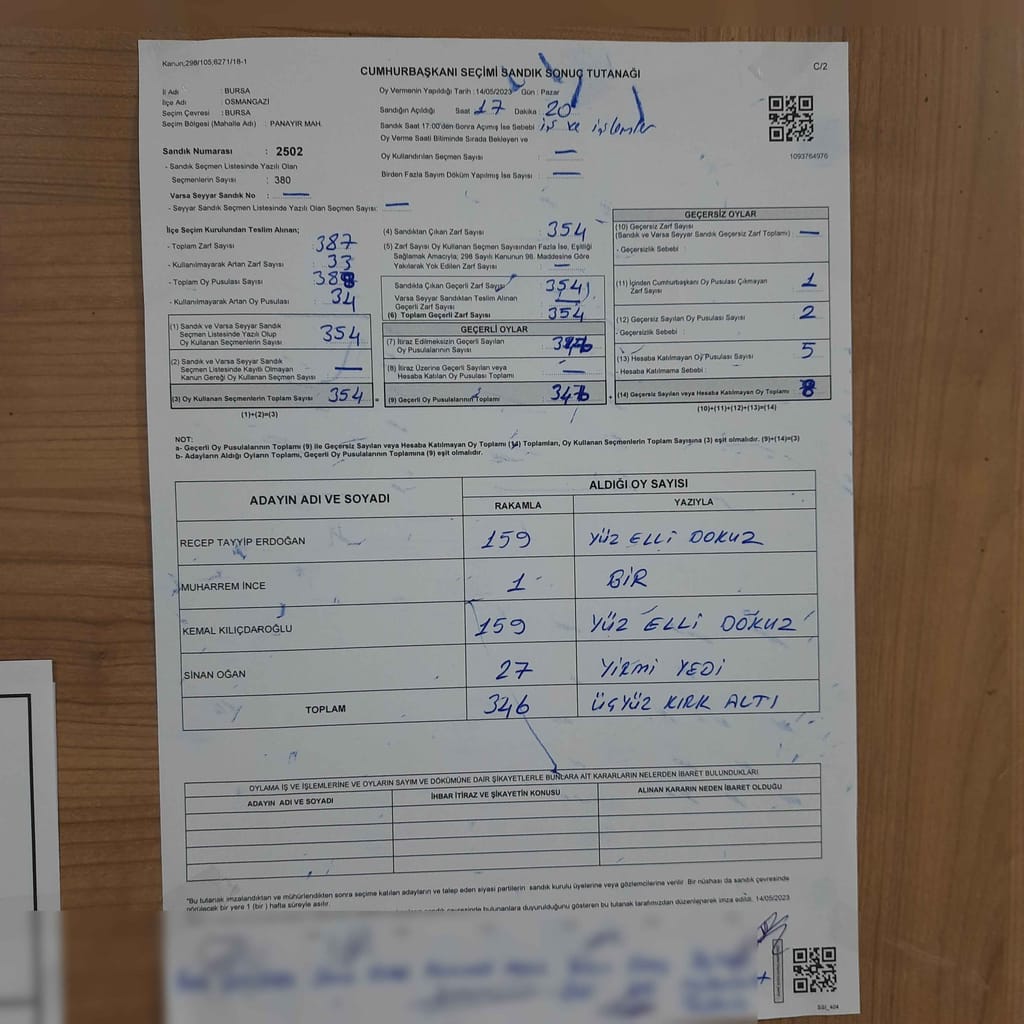 Kanun;298/105;6271/18-1
C/2
CUMHURBAŞKANI SEÇİMİ SANDIK SONUÇ TUTANAĞI
İl Adı : BURSA
İlçe Adı : OSMANGAZİ
Seçim Çevresi : BURSA
Seçim Bölgesi (Mahalle Adı) : PANAYIR MAH.
Oy Vermenin Yapıldığı Tarih : 14/05/2023 Gün : Pazar
Sandığın Açıldığı Saat 17 Dakika : 20
Sandık Saat 17:00'den Sonra Açımış İse Sebebi : iş ve işlemler
Oy Verme Saati Bitiminde Sırada Bekleyen ve
Oy Kullandırılan Seçmen Sayısı : —
Birden Fazla Sayım Döküm Yapılmış İse Sayısı : —
1093764976
Sandık Numarası : 2502
- Sandık Seçmen Listesinde Yazılı Olan
Seçmenlerin Sayısı : 380
Varsa Seyyar Sandık No : —
- Seyyar Sandık Seçmen Listesinde Yazılı Olan Seçmen Sayısı: —
İlçe Seçim Kurulundan Teslim Alınan;
- Toplam Zarf Sayısı : 387
- Kullanılmayarak Artan Zarf Sayısı : 33
- Toplam Oy Pusulası Sayısı : 388
- Kullanılmayarak Artan Oy Pusulası : 34
(1) Sandık ve Varsa Seyyar Sandık
Seçmen Listesinde Yazılı Olup
Oy Kullanan Seçmenlerin Sayısı : 354
(2) Sandık ve Varsa Seyyar Sandık
Seçmen Listesinde Kayıtlı Olmayan
Kanun Gereği Oy Kullanan Seçmen Sayısı : —
(3) Oy Kullanan Seçmenlerin Toplam Sayısı : 354
(1)+(2)=(3)
(4) Sandıktan Çıkan Zarf Sayısı : 354
(5) Zarf Sayısı Oy Kullanan Seçmen Sayısından Fazla İse, Eşitliği
Sağlamak Amacıyla; 298 Sayılı Kanunun 98. Maddesine Göre
Yakılarak Yok Edilen Zarf Sayısı : —
Sandıkta Çıkan Geçerli Zarf Sayısı : 354
Varsa Seyyar Sandıktan Teslim Alınan
Geçerli Zarf Sayısı : —
(6) Toplam Geçerli Zarf Sayısı : 354
GEÇERLİ OYLAR
(7) İtiraz Edilmeksizin Geçerli Sayılan
Oy Pusulalarının Sayısı : 346
(8) İtiraz Üzerine Geçerli Sayılan veya
Hesaba Katılan Oy Pusulası Toplamı : —
(9) Geçerli Oy Pusulalarının Toplamı : 346
GEÇERSİZ OYLAR
(10) Geçersiz Zarf Sayısı
(Sandık ve Varsa Seyyar Sandık Geçersiz Zarf Toplamı) : —
- Geçersizlik Sebebi :
(11) İçinden Cumhurbaşkanı Oy Pusulası Çıkmayan
Zarf Sayısı : 1
(12) Geçersiz Sayılan Oy Pusulası Sayısı : 2
- Geçersizlik Sebebi :
(13) Hesaba Katılmayan Oy Pusulası Sayısı : 5
- Hesaba Katılmama Sebebi :
(14) Geçersiz Sayılan veya Hesaba Katılmayan Oy Toplamı : 8
(10)+(11)+(12)+(13)=(14)
NOT:
a- Geçerli Oy Pusulalarının Toplamı (9) ile Geçersiz Sayılan veya Hesaba Katılmayan Oy Toplamı (14) Toplamları, Oy Kullanan Seçmenlerin Toplam Sayısına (3) eşit olmalıdır. (9)+(14)=(3)
b- Adayların Aldığı Oyların Toplamı, Geçerli Oy Pusulalarının Toplamına (9) eşit olmalıdır.
ADAYIN ADI VE SOYADI
ALDIĞI OY SAYISI
RAKAMLA YAZIYLA
RECEP TAYYİP ERDOĞAN 159 YÜZ ELLİ DOKUZ
MUHARREM İNCE 1 BİR
KEMAL KILIÇDAROĞLU 159 YÜZ ELLİ DOKUZ
SİNAN OĞAN 27 YİRMİ YEDİ
TOPLAM 346 ÜÇYÜZ KIRK ALTI
OYLAMA İŞ VE İŞLEMLERİNE VE OYLARIN SAYIM VE DÖKÜMÜNE DAİR ŞİKAYETLERLE BUNLARA AİT KARARLARIN NELERDEN İBARET BULUNDUKLARI
ADAYIN ADI VE SOYADI İHBAR İTİRAZ VE ŞİKAYETİN KONUSU ALINAN KARARIN NEDEN İBARET OLDUĞU
"Bu tutanak imzalandıktan ve mühürlendikten sonra seçime katılan adayların ve talep eden siyasi partilerin sandık kurulu üyelerine veya gözlemcilerine verilir. Bir nüshası da sandık çevresinde
görülecek bir yere 1 (bir) hafta süreyle asılır.
sandık çevresinde bulunanlara duyurulduğunu gösteren bu tutanak tarafımızdan düzenlenerek imza edildi. 14/05/2023